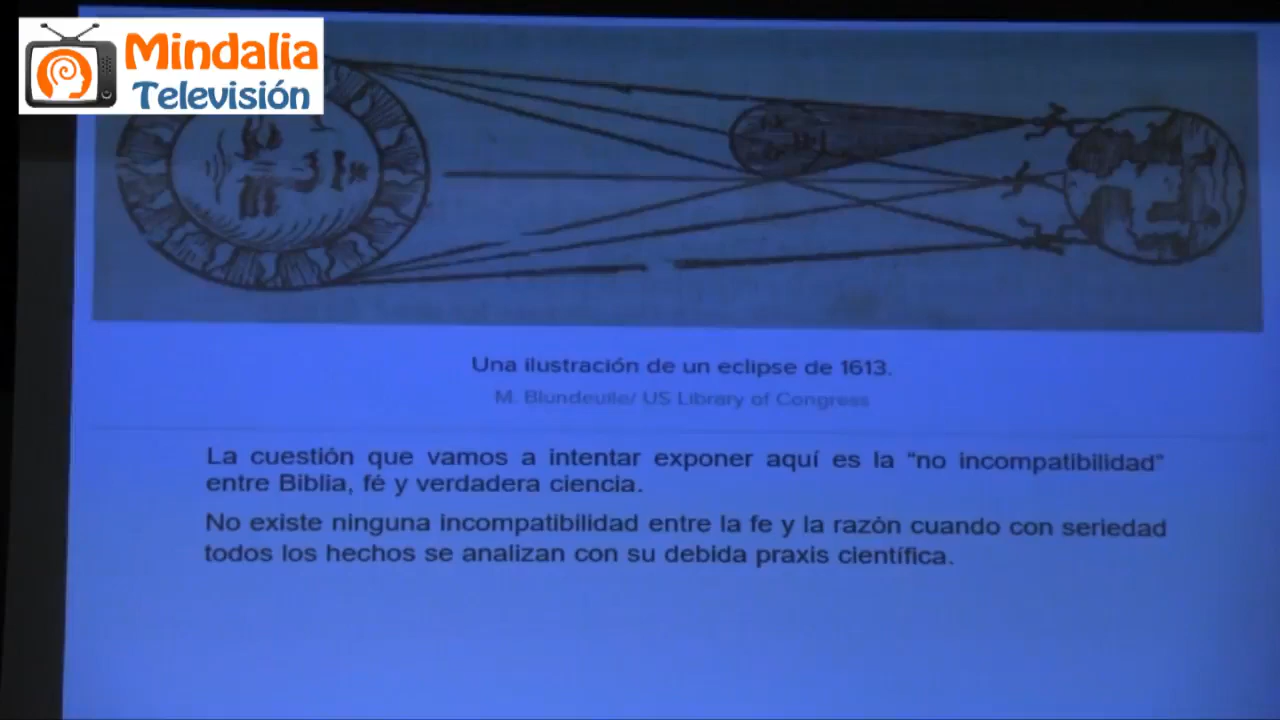 Mindalia
Televisión
Una ilustración de un eclipse de 1613.
M. Blundeuile/ US Library of Congress
La cuestión que vamos a intentar exponer aquí es la “no incompatibilidad”
entre Biblia, fé y verdadera ciencia.
No existe ninguna incompatibilidad entre la fe y la razón cuando con seriedad
todos los hechos se analizan con su debida praxis científica.